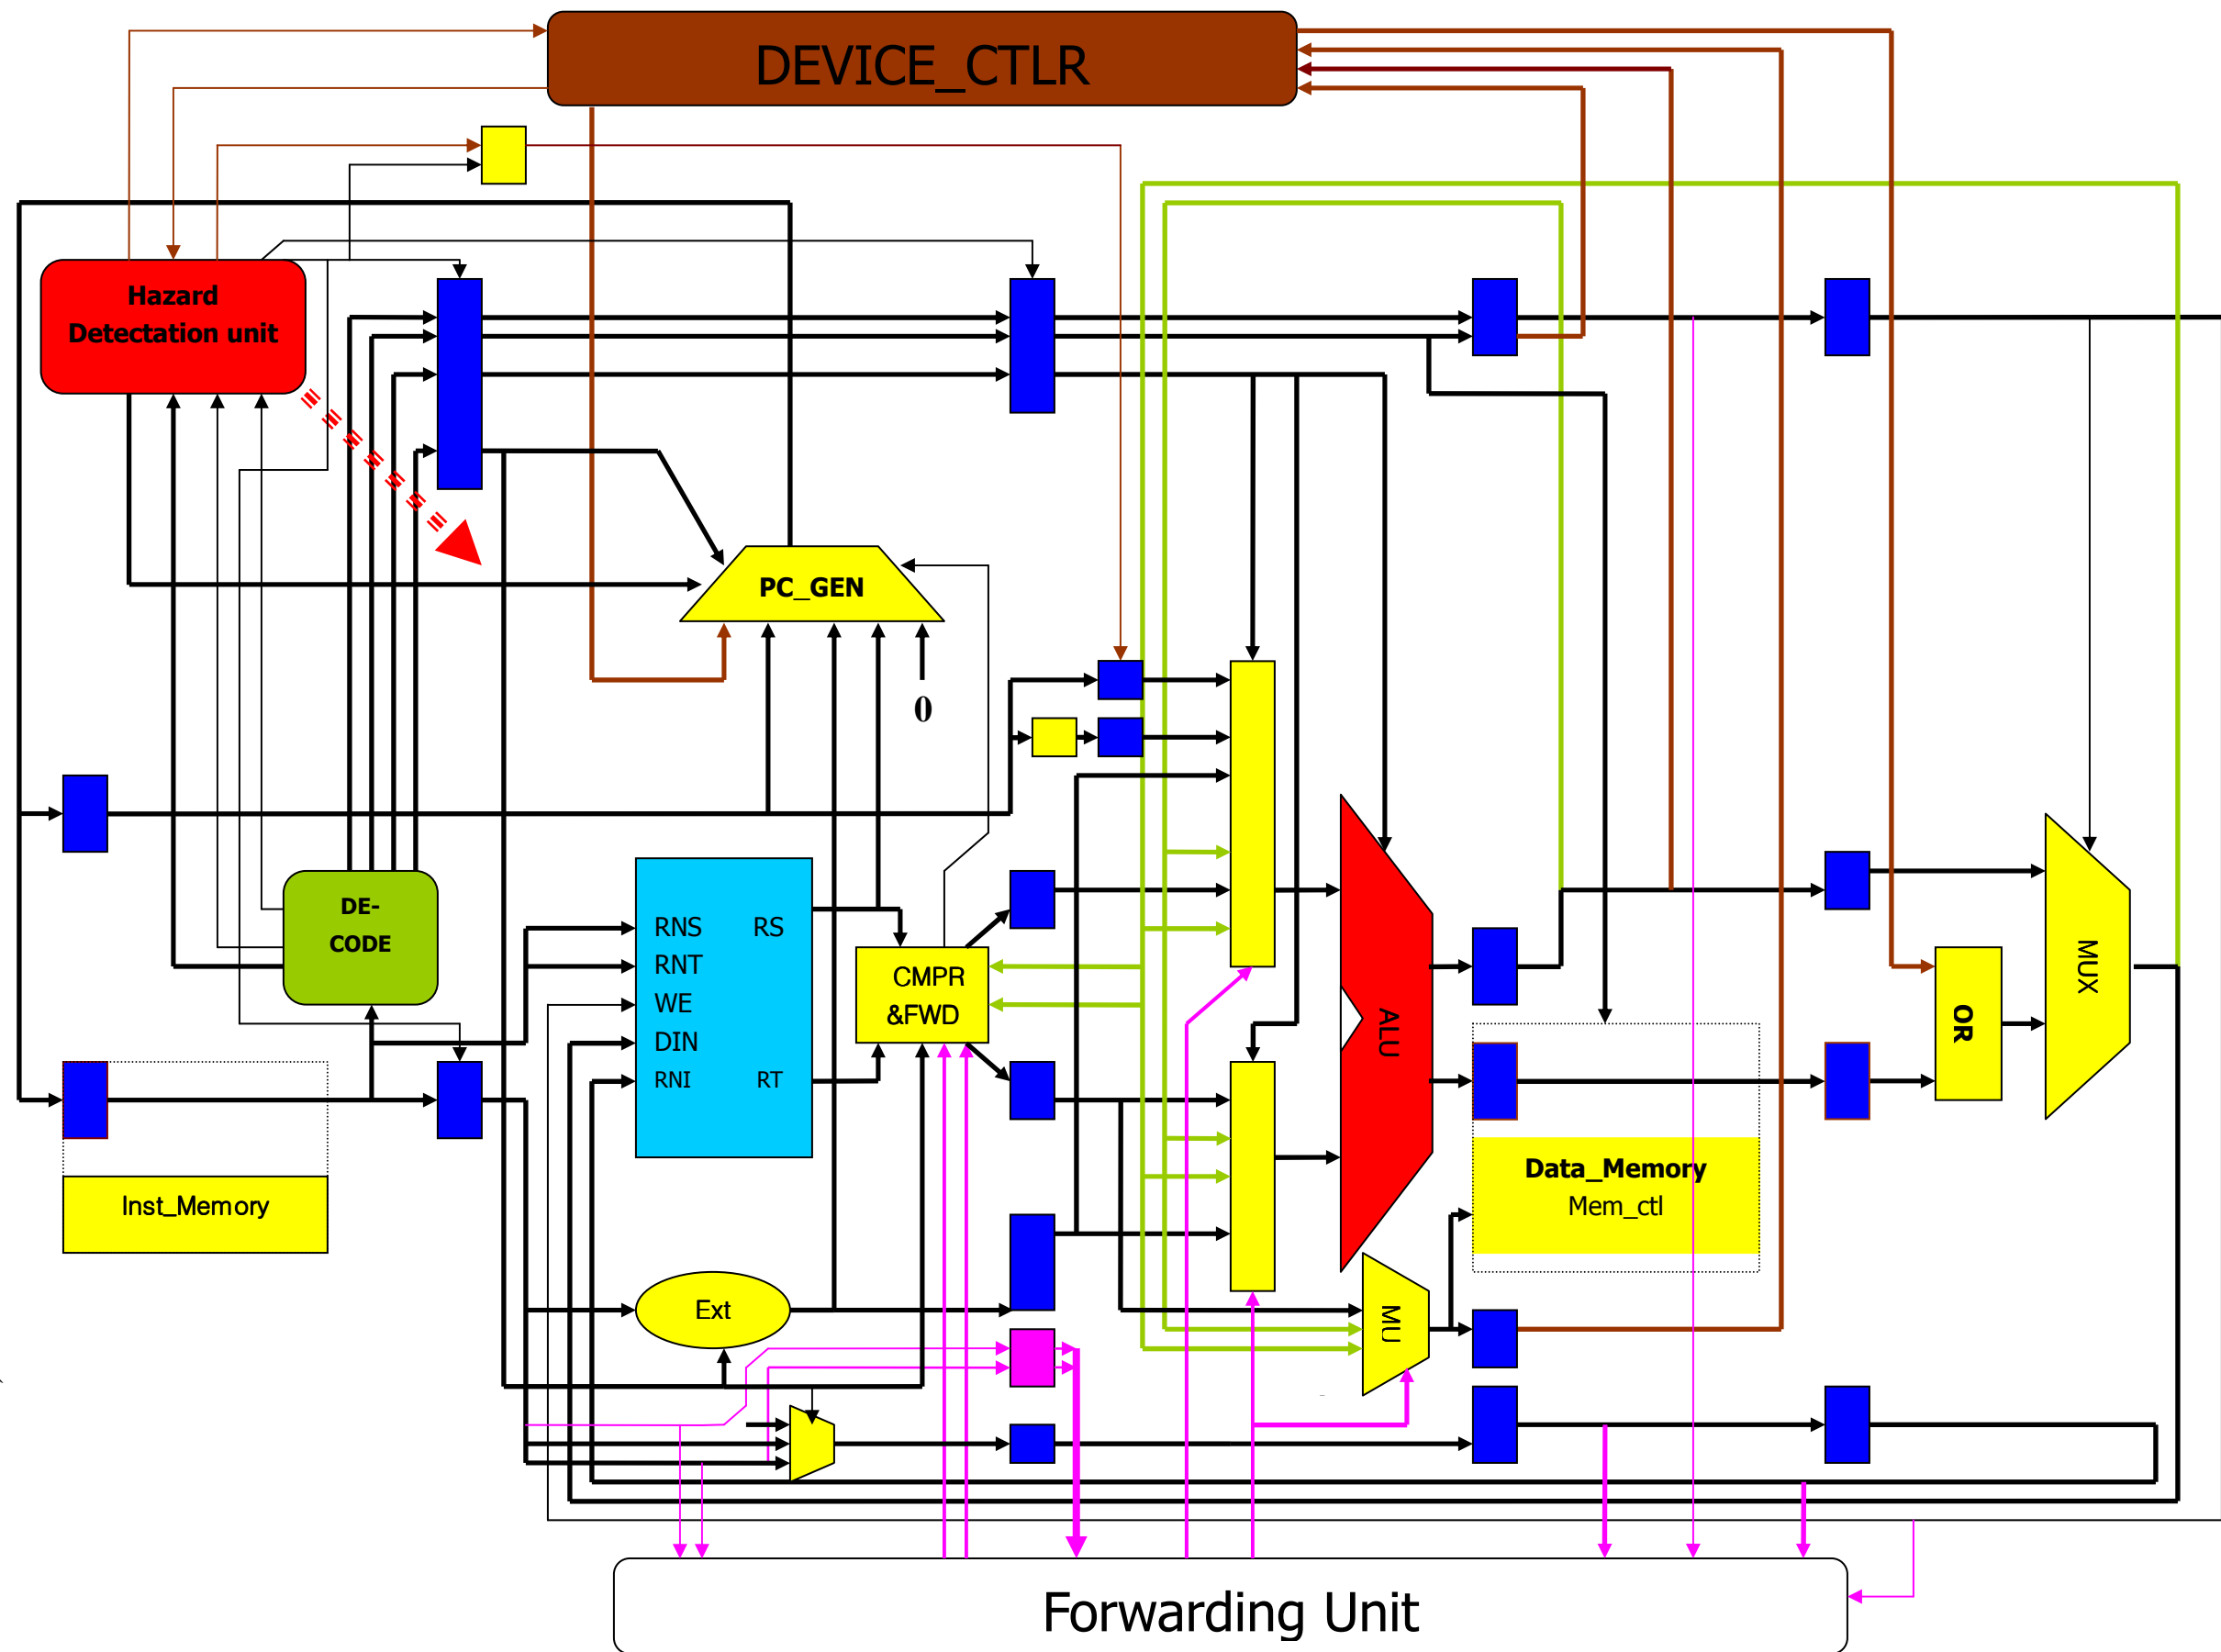 DEVICE_CTLR
Hazard
Detectation unit
PC_GEN
0
DE-
CODE
RNS RS
RNT
WE
DIN
RNI RT
CMPR
&FWD
ALU
MUX
OR
Data_Memory
Mem_ctl
Inst_Memory
Ext
MU
Forwarding Unit